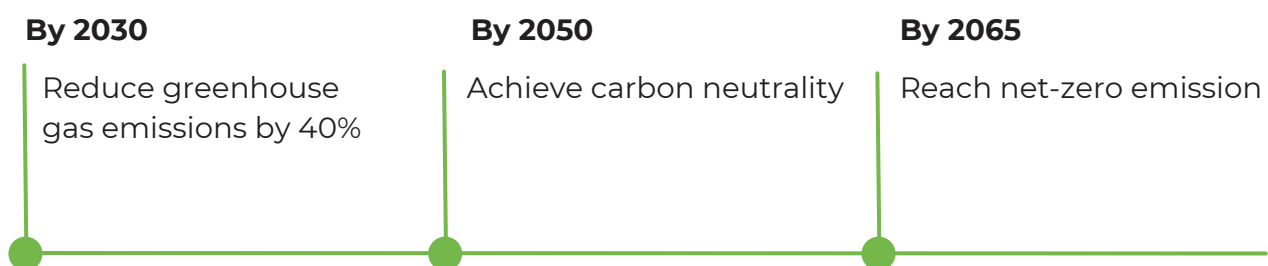 By 2030
Reduce greenhouse
gas emissions by 40%
By 2050
Achieve carbon neutrality
By 2065
Reach net-zero emission